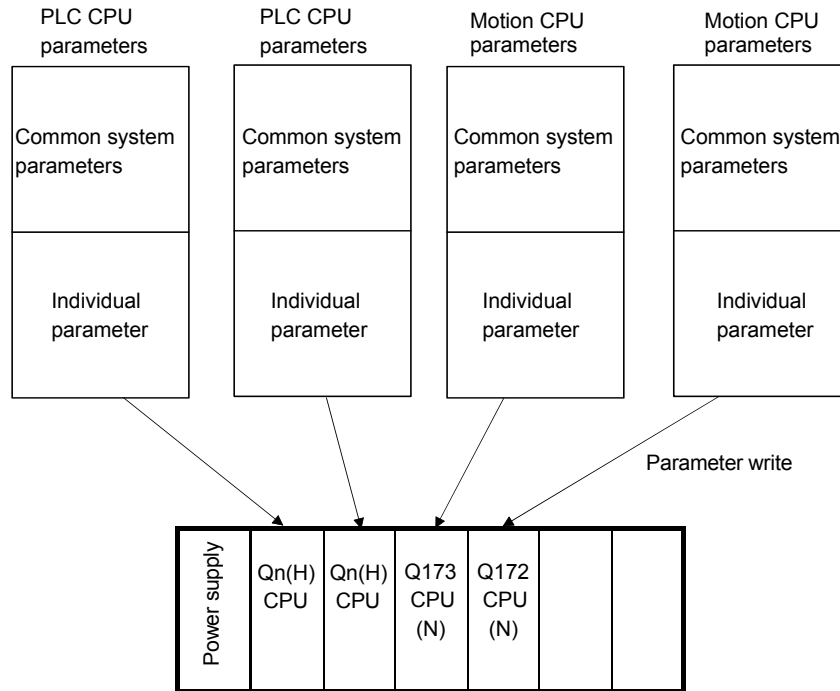 PLC CPU
parameters
PLC CPU
parameters
Motion CPU
parameters
Motion CPU
parameters
Common system
parameters
Common system
parameters
Common system
parameters
Common system
parameters
Individual
parameter
Individual
parameter
Individual
parameter
Individual
parameter
Parameter write
Power supply
Qn(H)
CPU
Qn(H)
CPU
Q173
CPU
(N)
Q172
CPU
(N)